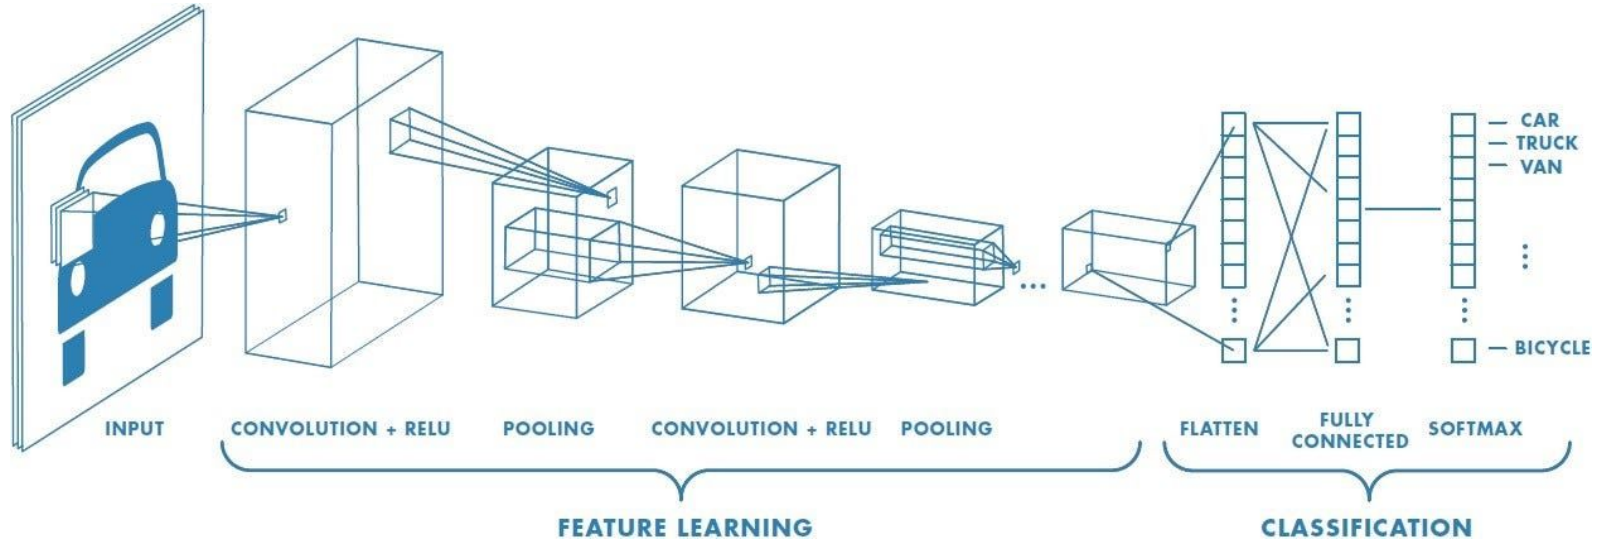 CAR
TRUCK
VAN
BICYCLE
INPUT
CONVOLUTION + RELU
POOLING
CONVOLUTION + RELU
POOLING
FLATTEN
FULLY
CONNECTED
SOFTMAX
FEATURE LEARNING
CLASSIFICATION